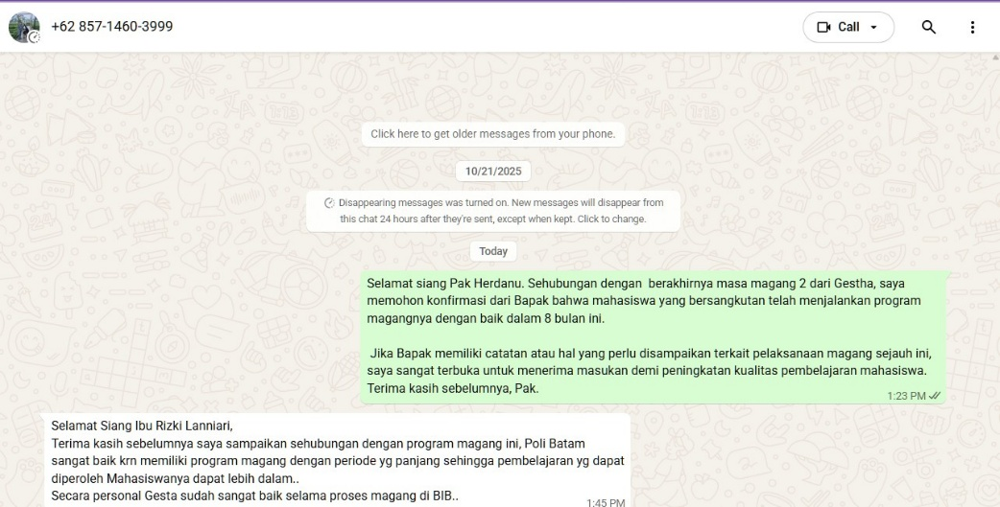 +62 857-1460-3999
Call
Click here to get older messages from your phone.
10/21/2025
Disappearing messages was turned on. New messages will disappear from
this chat 24 hours after they're sent, except when kept. Click to change.
Today
Selamat siang Pak Herdanu. Sehubungan dengan  berakhirnya masa magang 2 dari Gestha, saya
memohon konfirmasi dari Bapak bahwa mahasiswa yang bersangkutan telah menjalankan program
magangnya dengan baik dalam 8 bulan ini.
Jika Bapak memiliki catatan atau hal yang perlu disampaikan terkait pelaksanaan magang sejauh ini,
saya sangat terbuka untuk menerima masukan demi peningkatan kualitas pembelajaran mahasiswa.
Terima kasih sebelumnya, Pak.
1:23 PM
Selamat Siang Ibu Rizki Lanniari,
Terima kasih sebelumnya saya sampaikan sehubungan dengan program magang ini, Poli Batam
sangat baik krn memiliki program magang dengan periode yg panjang sehingga pembelajaran yg dapat
diperoleh Mahasiswanya dapat lebih dalam..
Secara personal Gesta sudah sangat baik selama proses magang di BIB..
1:45 PM